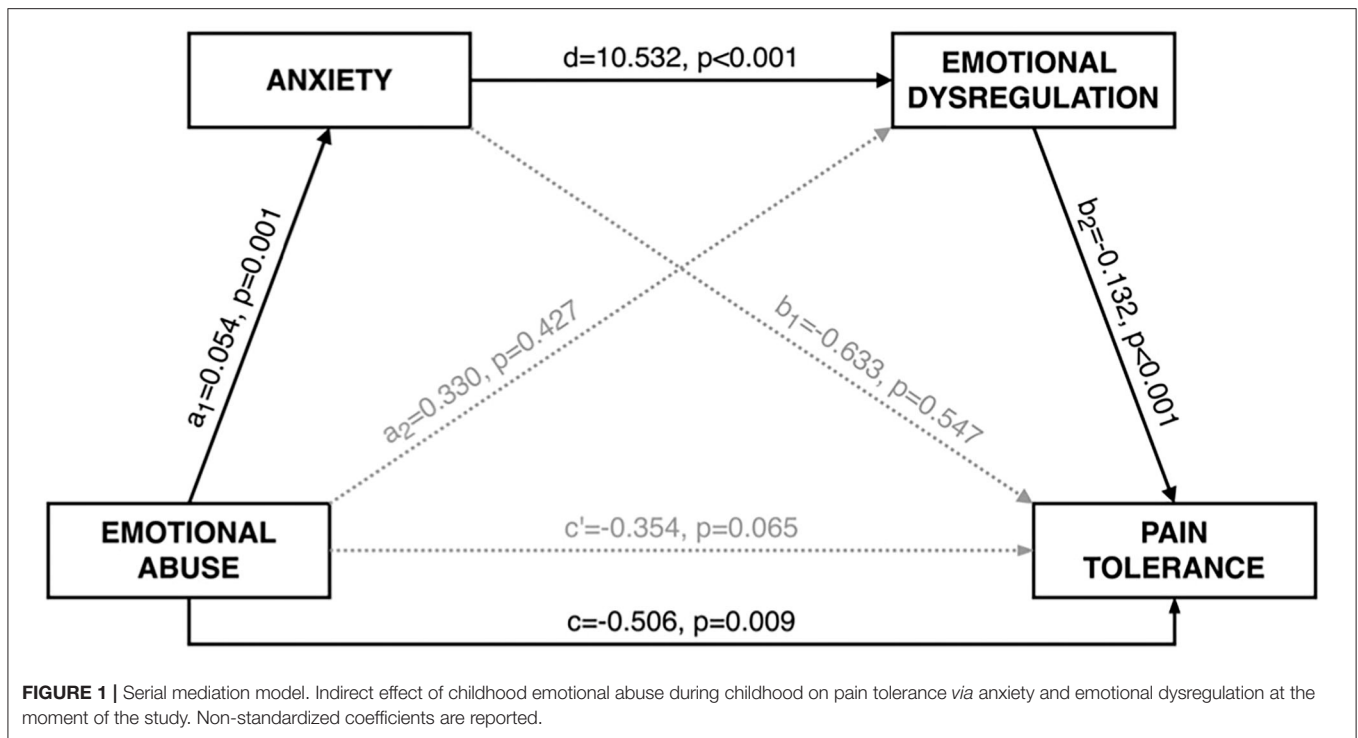 ANXIETY
d=10.532, p<0.001
EMOTIONAL
DYSREGULATION
a₁=0.054, p=0.001
a₂=0.330, p=0.427
b₁=-0.633, p=0.547
b₂=-0.132, p<0.001
EMOTIONAL
ABUSE
c'=-0.354, p=0.065
PAIN
TOLERANCE
c=-0.506, p=0.009
FIGURE 1 | Serial mediation model. Indirect effect of childhood emotional abuse during childhood on pain tolerance via anxiety and emotional dysregulation at the
moment of the study. Non-standardized coefficients are reported.